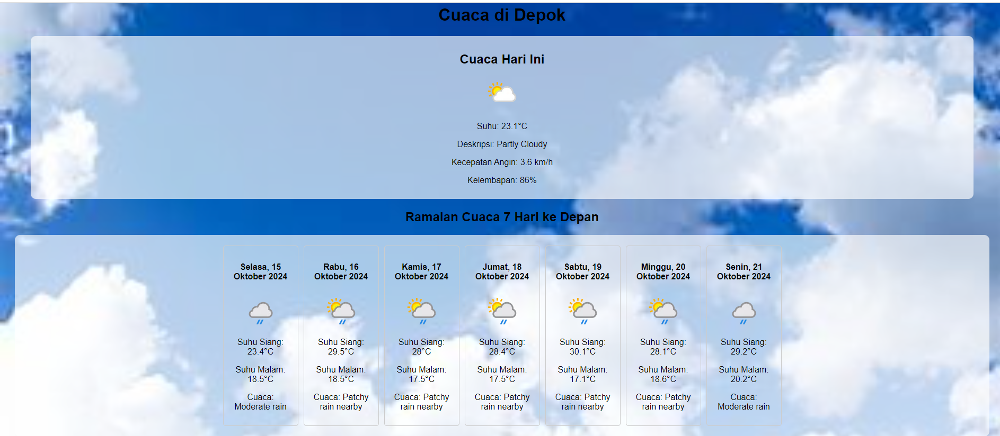 Cuaca di Depok
Cuaca Hari Ini
Suhu: 23.1°C
Deskripsi: Partly Cloudy
Kecepatan Angin: 3.6 km/h
Kelembapan: 86%
Ramalan Cuaca 7 Hari ke Depan
Selasa, 15
Oktober 2024
Suhu Siang:
23.4°C
Suhu Malam:
18.5°C
Cuaca:
Moderate rain
Rabu, 16
Oktober 2024
Suhu Siang:
29.5°C
Suhu Malam:
18.5°C
Cuaca: Patchy
rain nearby
Kamis, 17
Oktober 2024
Suhu Siang:
28°C
Suhu Malam:
17.5°C
Cuaca: Patchy
rain nearby
Jumat, 18
Oktober 2024
Suhu Siang:
28.4°C
Suhu Malam:
17.5°C
Cuaca: Patchy
rain nearby
Sabtu, 19
Oktober 2024
Suhu Siang:
30.1°C
Suhu Malam:
17.1°C
Cuaca: Patchy
rain nearby
Minggu, 20
Oktober 2024
Suhu Siang:
28.1°C
Suhu Malam:
18.6°C
Cuaca: Patchy
rain nearby
Senin, 21
Oktober 2024
Suhu Siang:
29.2°C
Suhu Malam:
20.2°C
Cuaca:
Moderate rain